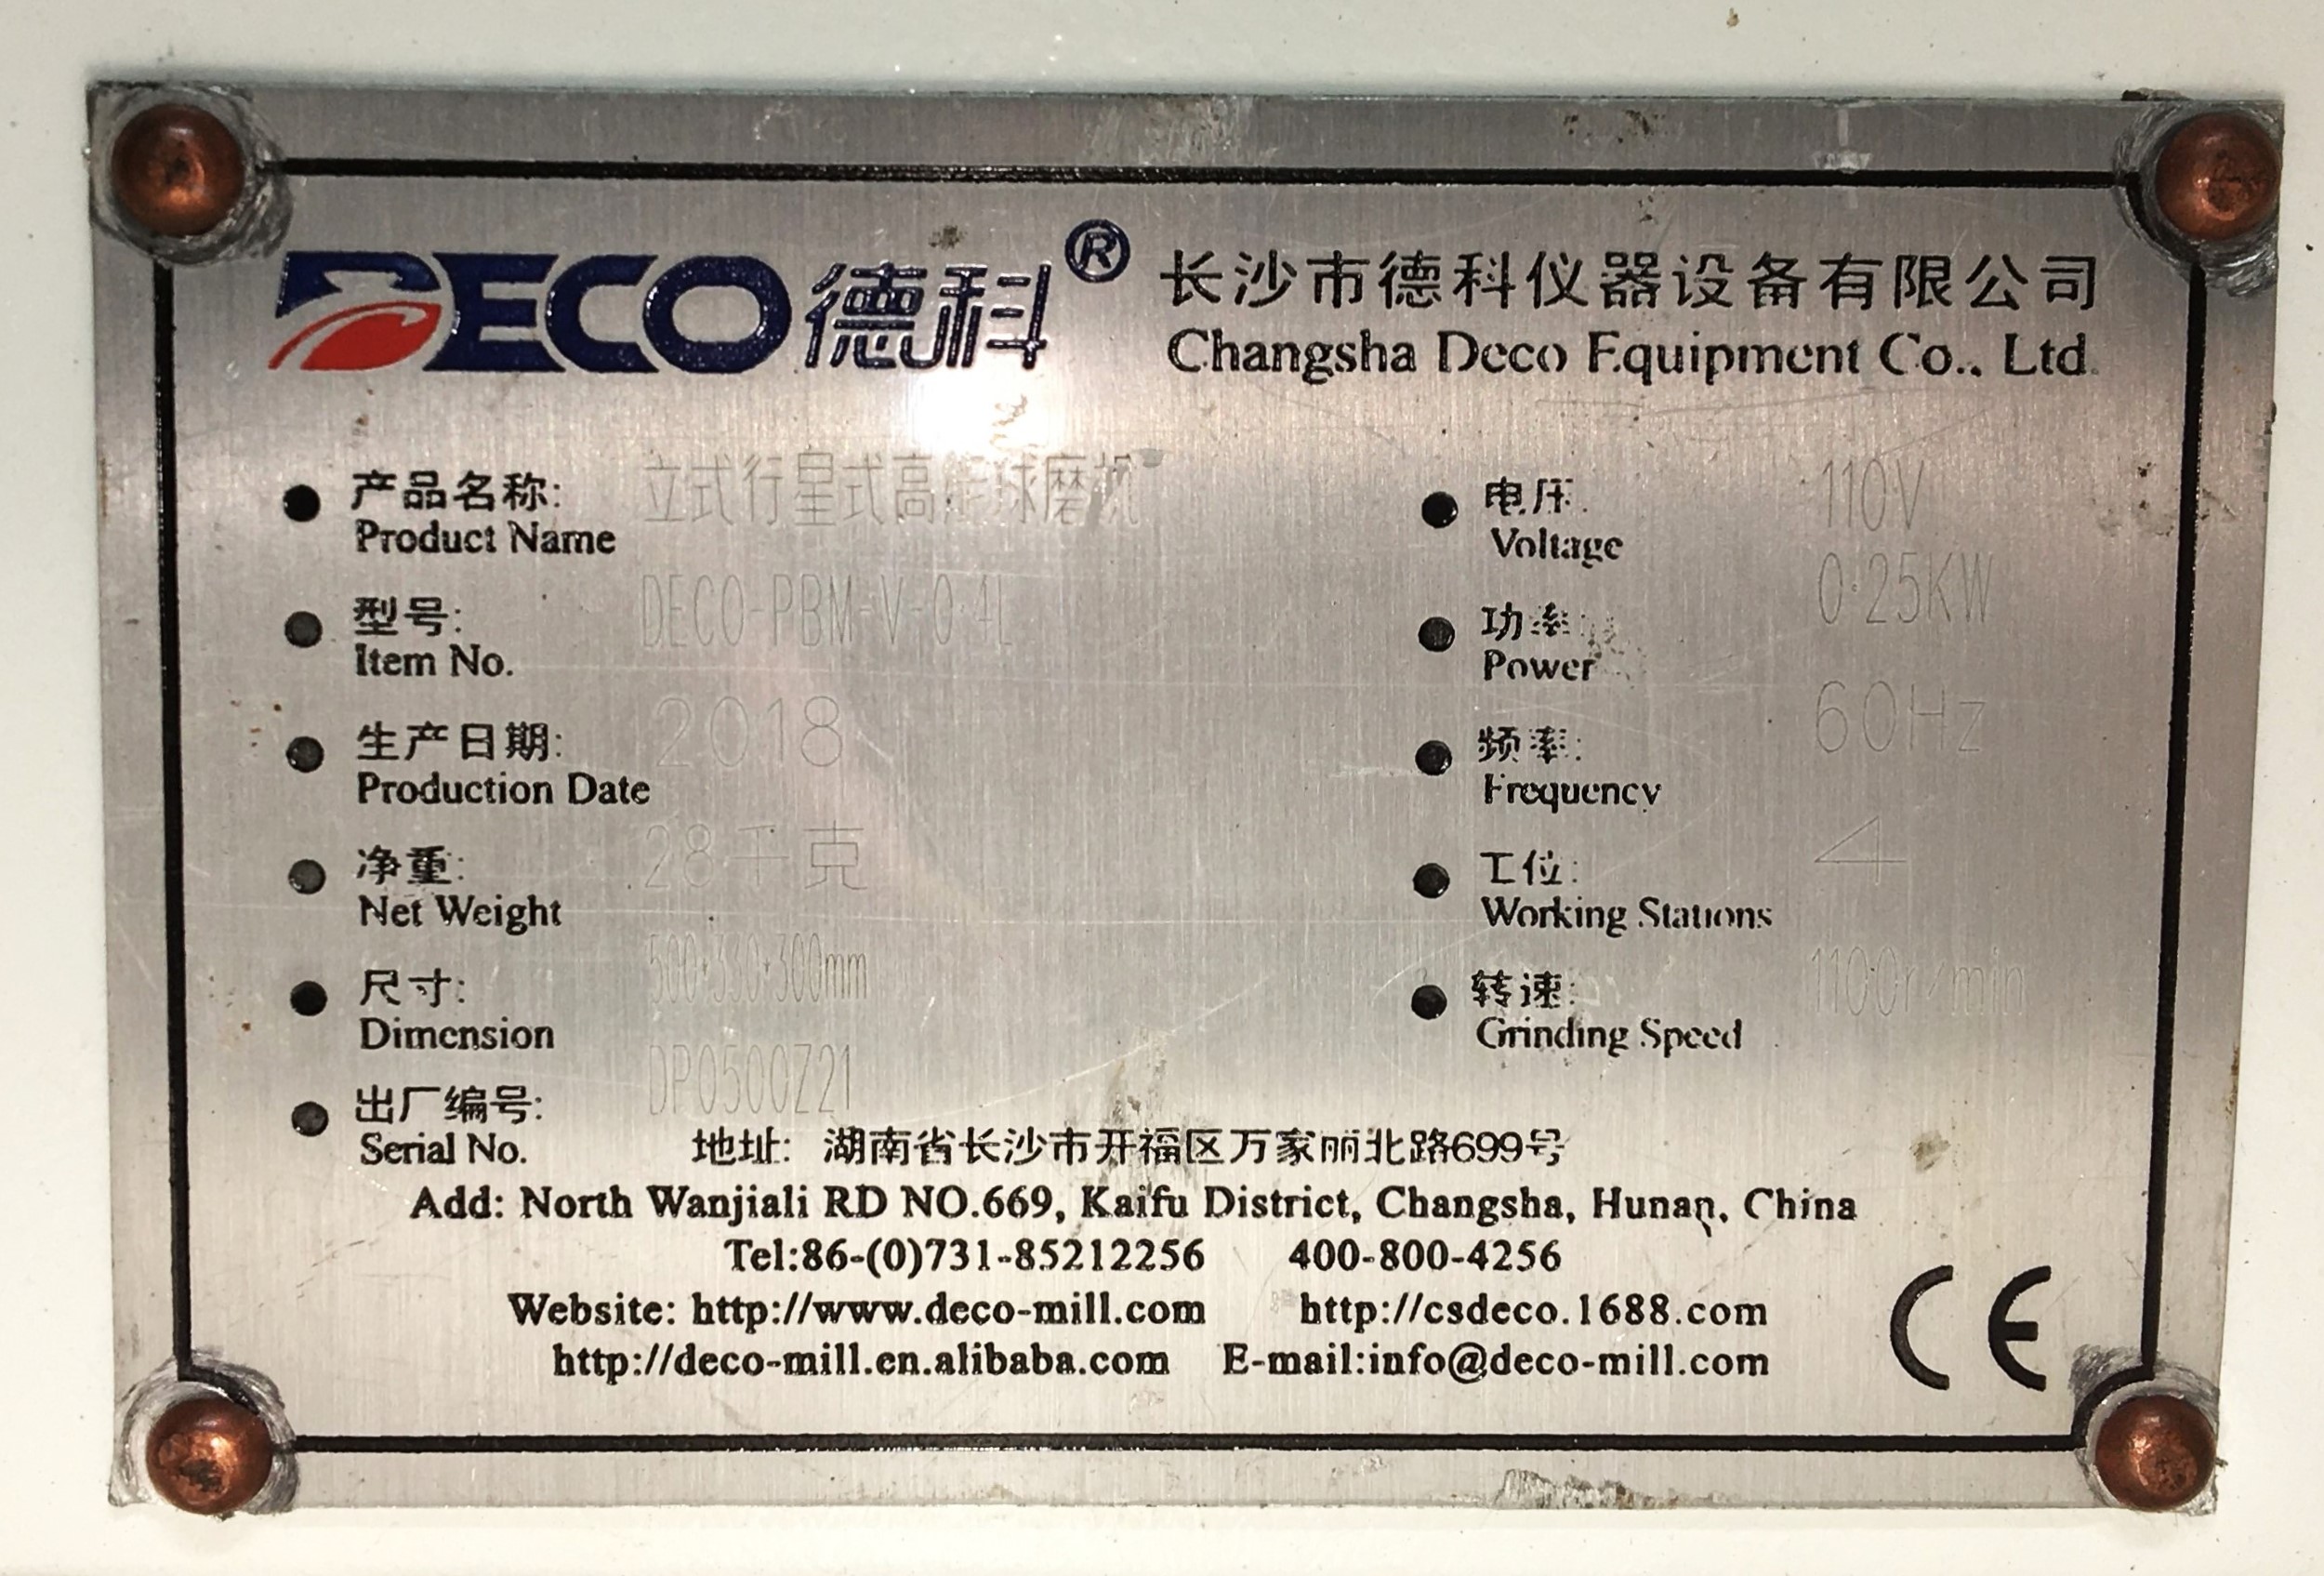 DECO德科® 长沙市德科仪器设备有限公司
Changsha Deco Equipment Co., Ltd.
产品名称: 立式行星式高 球磨机
Product Name
型号: DECO-PBM-V-0.4L
Item No.
生产日期: 2018
Production Date
净重: 28千克
Net Weight
尺寸: 500*330*300mm
Dimension
出厂编号: DP0500Z21
Serial No.
电压: 110V
Voltage
功率: 0.25KW
Power
频率: 60Hz
Frequency
工位: 4
Working Stations
转速: 1100r/min
Grinding Speed
地址: 湖南省长沙市开福区万家丽北路699号
Add: North Wanjiali RD NO.669, Kaifu District, Changsha, Hunan, China
Tel:86-(0)731-85212256 400-800-4256
Website: http://www.deco-mill.com http://csdeco.1688.com
http://deco-mill.en.alibaba.com E-mail:info@deco-mill.com
CE